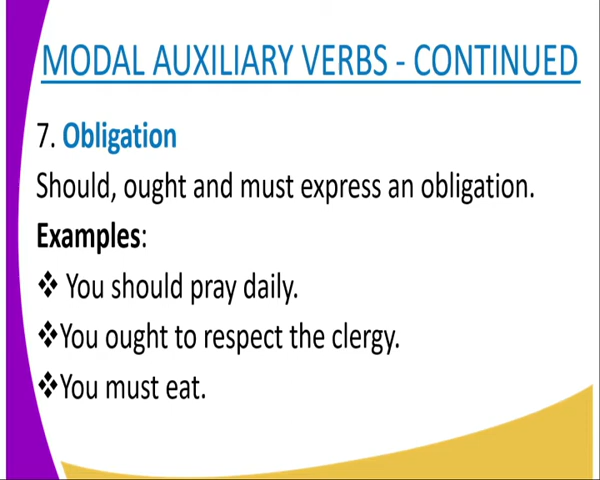 MODAL AUXILIARY VERBS - CONTINUED
7. Obligation
Should, ought and must express an obligation.
Examples:
❖ You should pray daily.
❖You ought to respect the clergy.
❖You must eat.